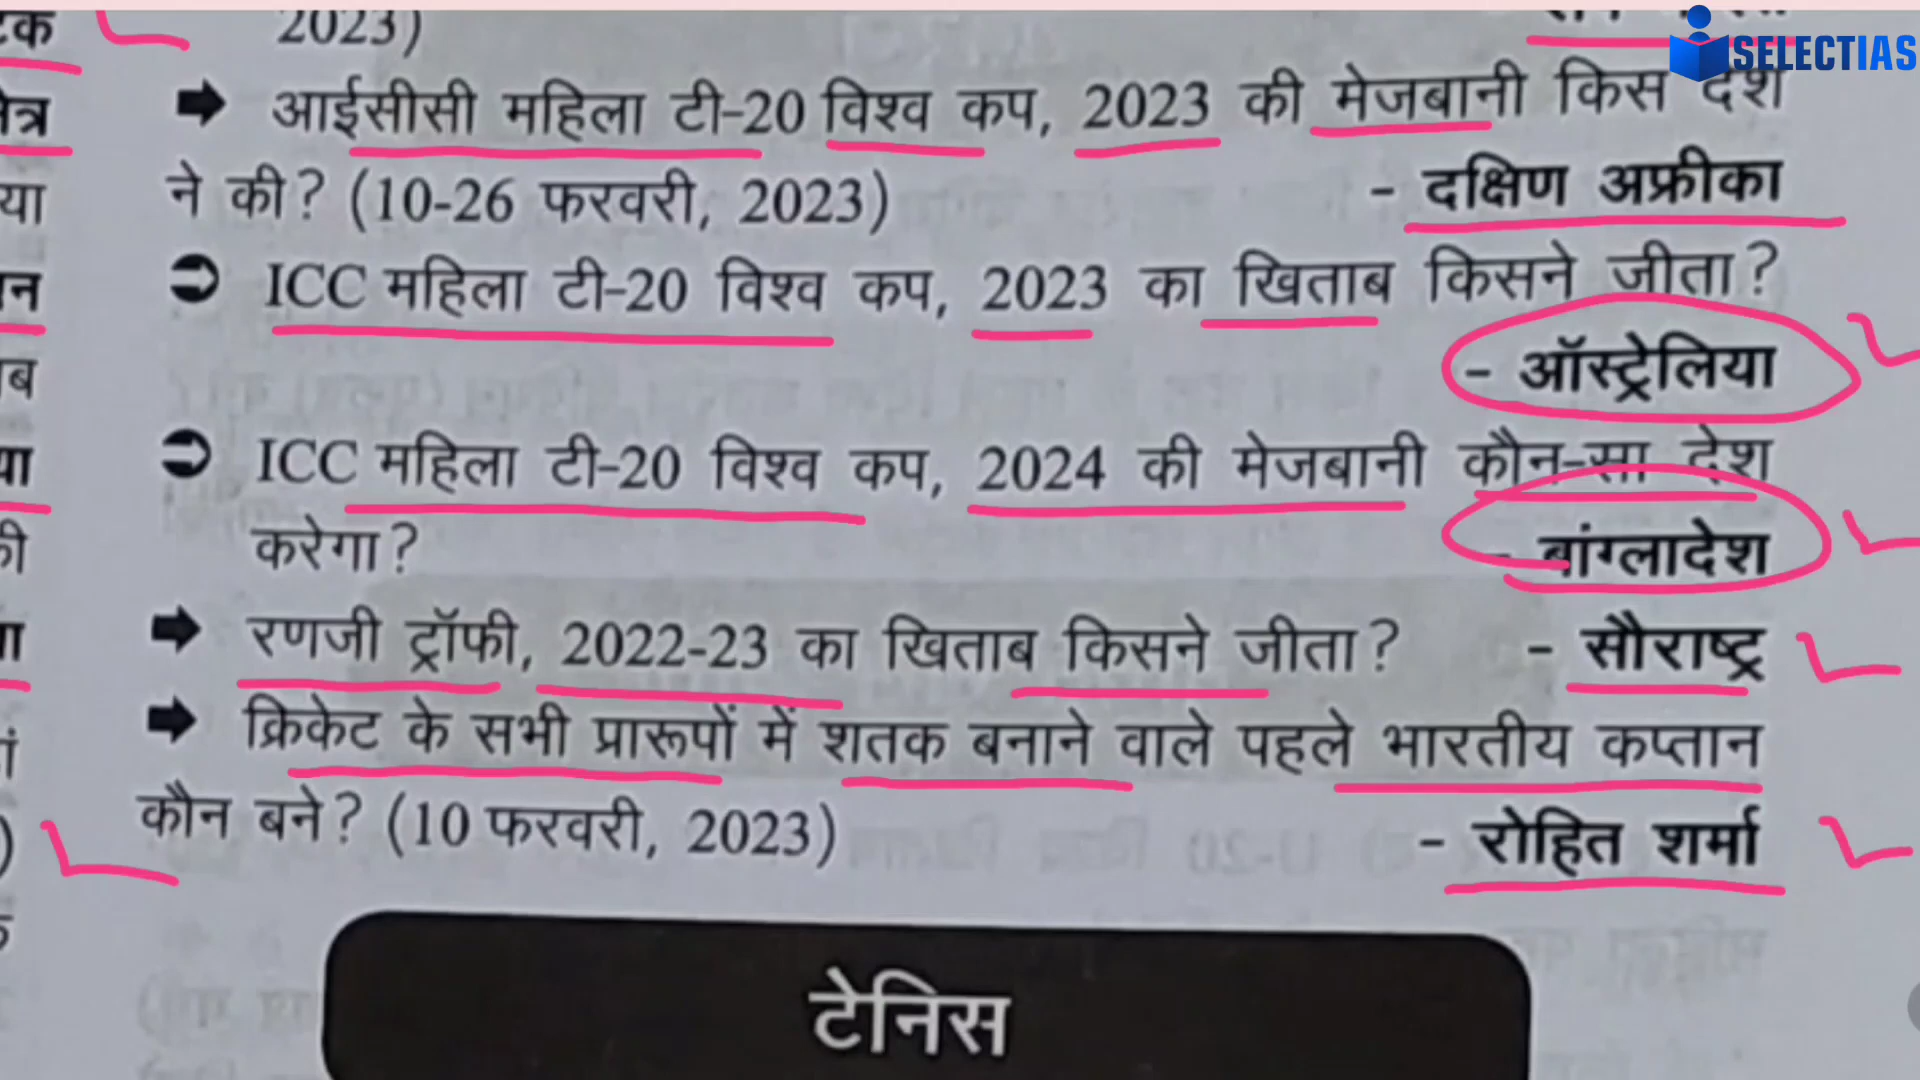 2023)
SELECTIAS
आईसीसी महिला टी-20 विश्व कप, 2023 की मेजबानी किस देश
ने की? (10-26 फरवरी, 2023) - दक्षिण अफ्रीका
ICC महिला टी-20 विश्व कप, 2023 का खिताब किसने जीता?
- ऑस्ट्रेलिया
ICC महिला टी-20 विश्व कप, 2024 की मेजबानी कौन-सा देश
करेगा? - बांग्लादेश
रणजी ट्रॉफी, 2022-23 का खिताब किसने जीता? - सौराष्ट्र
क्रिकेट के सभी प्रारूपों में शतक बनाने वाले पहले भारतीय कप्तान
कौन बने? (10 फरवरी, 2023) - रोहित शर्मा
टेनिस